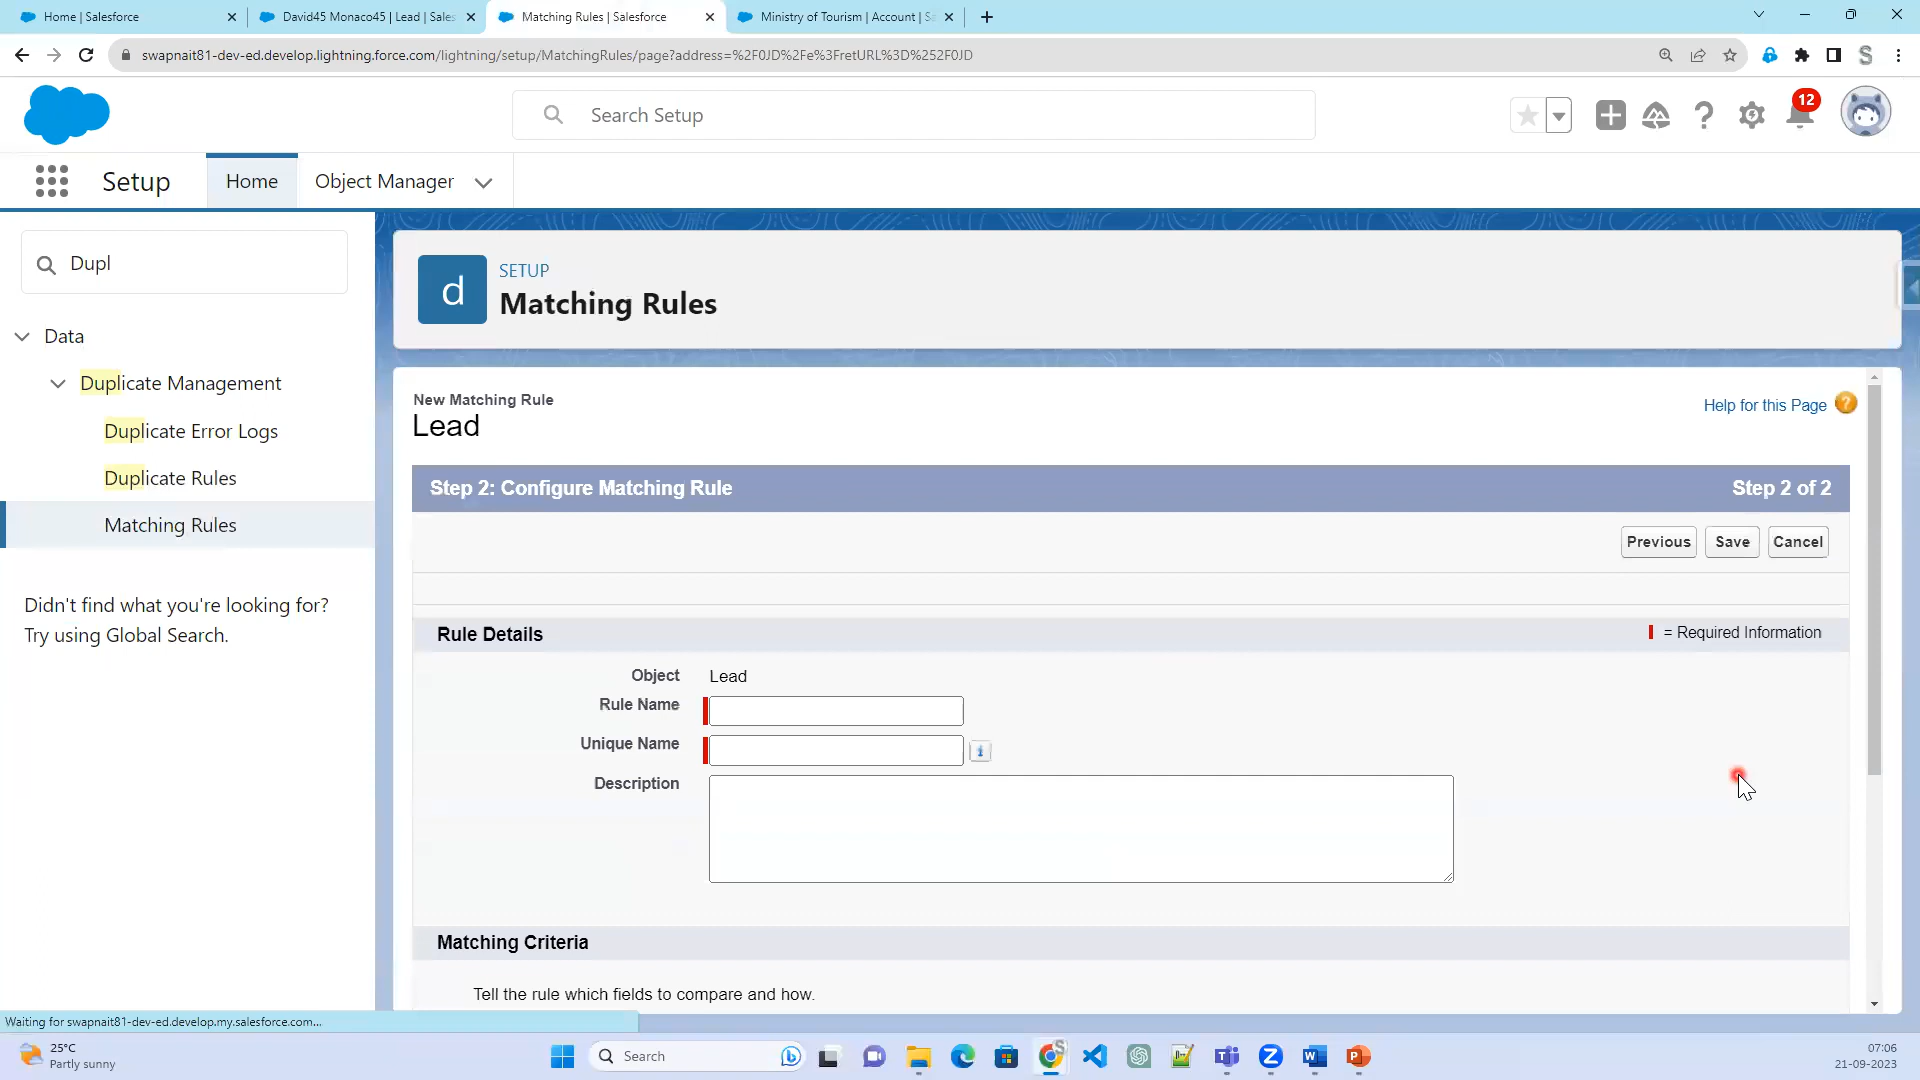 Home | Salesforce
David45 Monaco45 | Lead | Sales
Matching Rules | Salesforce
Ministry of Tourism | Account | S
swapnait81-dev-ed.develop.lightning.force.com/lightning/setup/MatchingRules/page?address=%2F0JD%2Fe%3FretURL%3D%252F0JD
Search Setup
12
Setup
Home
Object Manager
Dupl
Data
Duplicate Management
Duplicate Error Logs
Duplicate Rules
Matching Rules
Didn't find what you're looking for?
Try using Global Search.
d
SETUP
Matching Rules
New Matching Rule
Lead
Help for this Page
Step 2: Configure Matching Rule
Step 2 of 2
Previous
Save
Cancel
Rule Details
= Required Information
Object
Lead
Rule Name
Unique Name
i
Description
Matching Criteria
Tell the rule which fields to compare and how.
Waiting for swapnait81-dev-ed.develop.my.salesforce.com...
25°C
Partly sunny
Search
07:06
21-09-2023